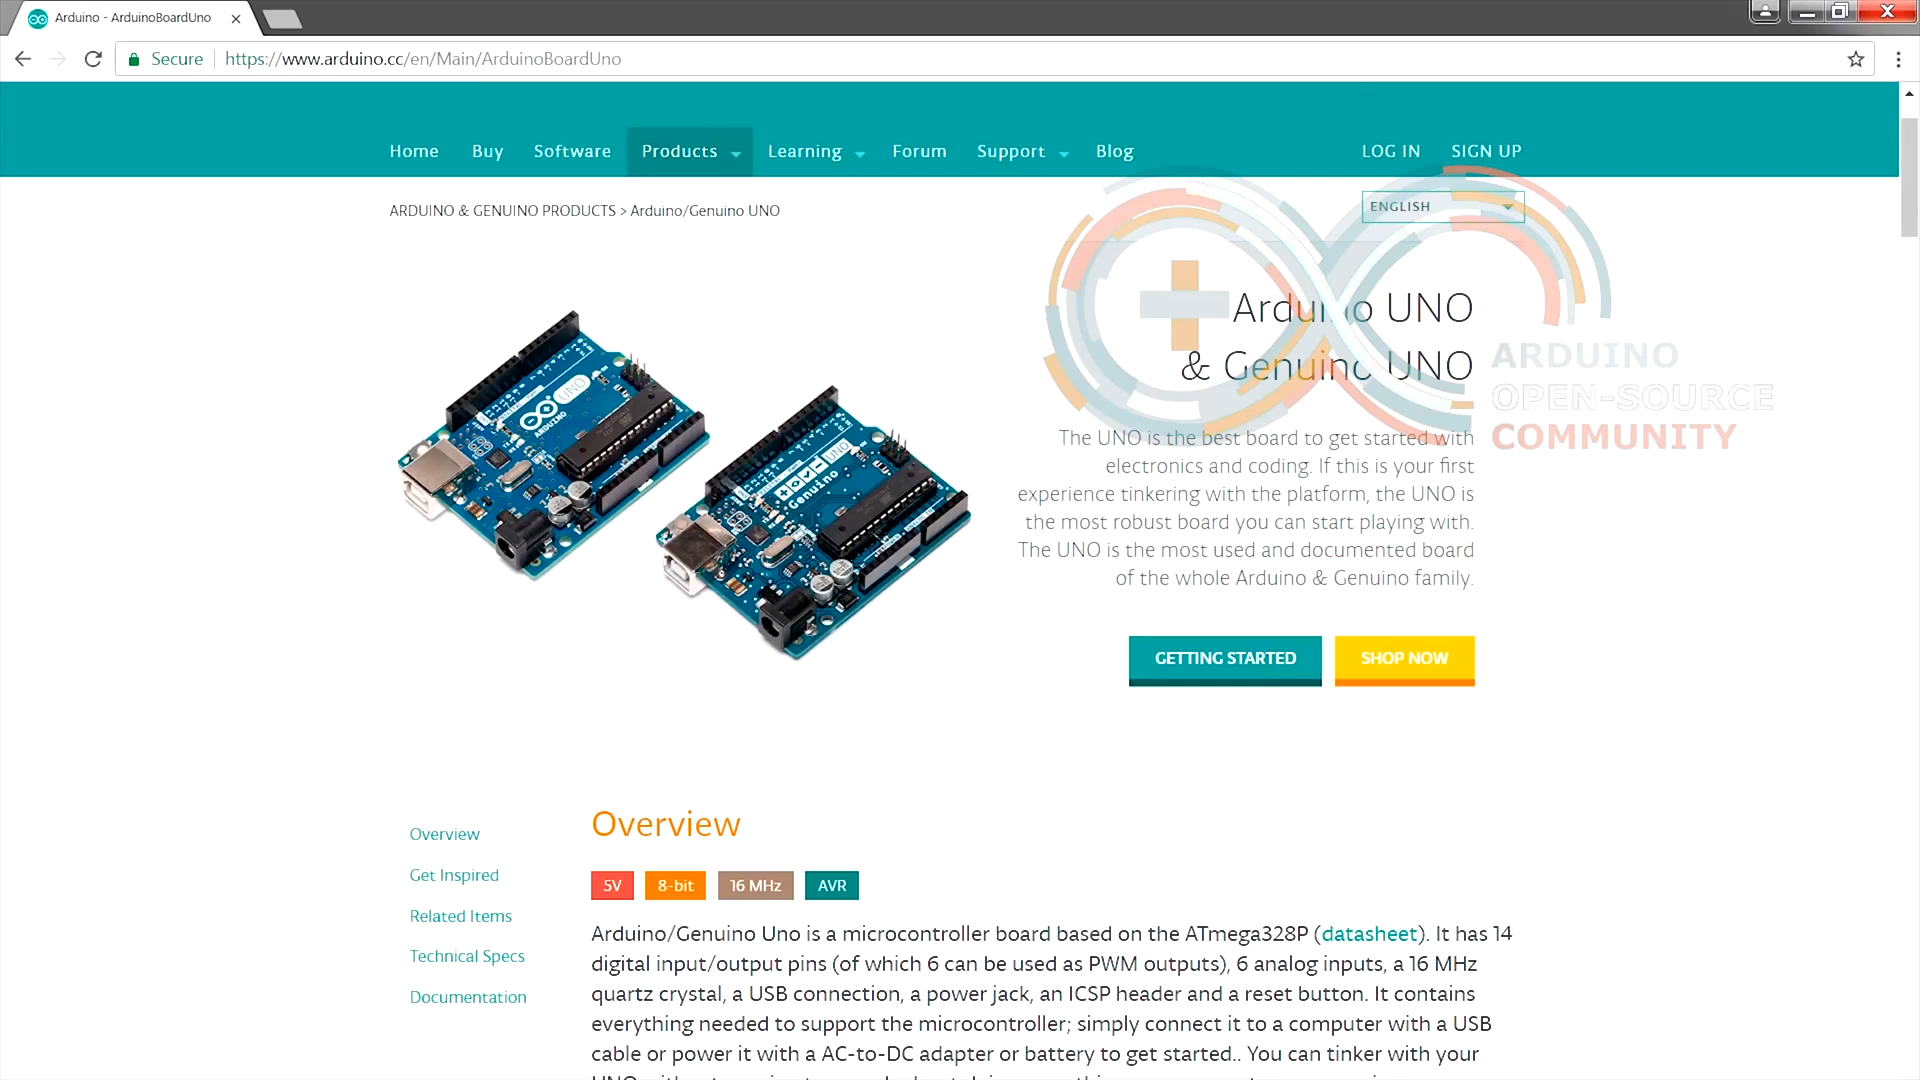 Arduino - ArduinoBoardUno
Secure https://www.arduino.cc/en/Main/ArduinoBoardUno
Home Buy Software Products Learning Forum Support Blog LOG IN SIGN UP
ARDUINO & GENUINO PRODUCTS > Arduino/Genuino UNO
ENGLISH
Arduino UNO
& Genuino UNO
ARDUINO
OPEN-SOURCE
COMMUNITY
UNO
ARDUINO
UNO
Genuino
The UNO is the best board to get started with
electronics and coding. If this is your first
experience tinkering with the platform, the UNO is
the most robust board you can start playing with.
The UNO is the most used and documented board
of the whole Arduino & Genuino family.
GETTING STARTED SHOP NOW
Overview
Get Inspired
Related Items
Technical Specs
Documentation
Overview
5V 8-bit 16 MHz AVR
Arduino/Genuino Uno is a microcontroller board based on the ATmega328P (datasheet). It has 14
digital input/output pins (of which 6 can be used as PWM outputs), 6 analog inputs, a 16 MHz
quartz crystal, a USB connection, a power jack, an ICSP header and a reset button. It contains
everything needed to support the microcontroller; simply connect it to a computer with a USB
cable or power it with a AC-to-DC adapter or battery to get started.. You can tinker with your